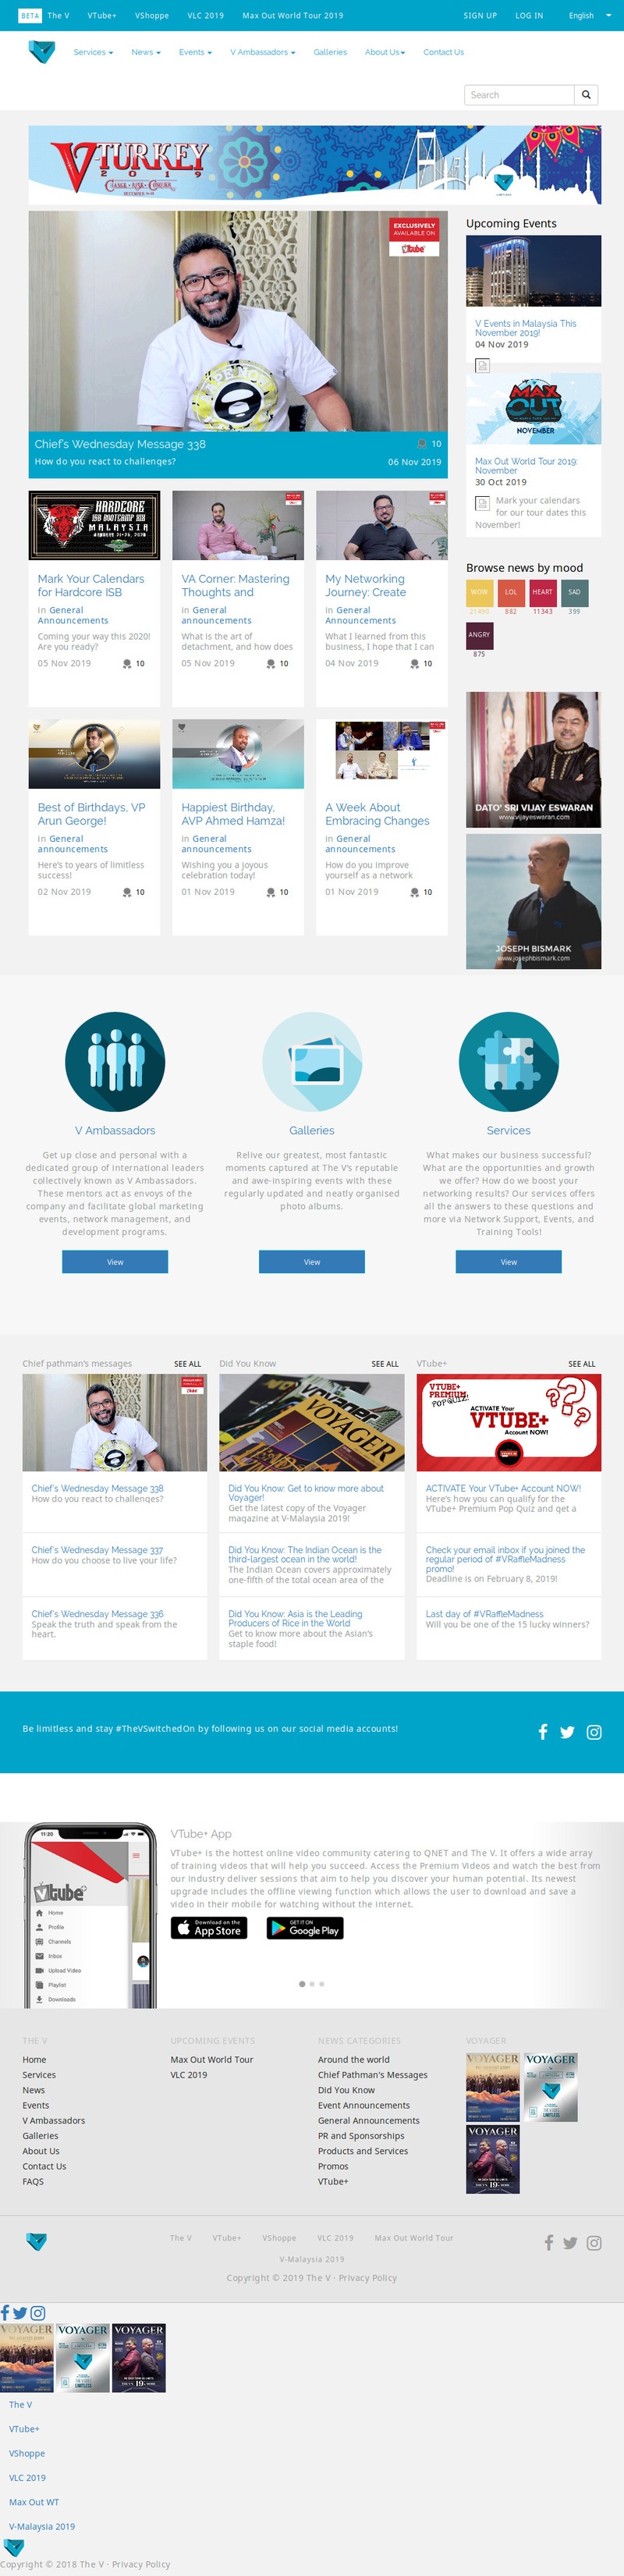 BETA The V VTube+ VShoppe VLC 2019 Max Out World Tour 2019 SIGN UP LOG IN English
Services News Events V Ambassadors Galleries About Us Contact Us
Search
V TURKEY
2019
CHANGE • RISE • CONQUER
EXCLUSIVELY
AVAILABLE ON
Vtube+
Chief's Wednesday Message 338
10
How do you react to challenges?
06 Nov 2019
Upcoming Events
V Events in Malaysia This
November 2019!
04 Nov 2019
MAX
OUT
NOVEMBER
Max Out World Tour 2019:
November
30 Oct 2019
Mark your calendars
for our tour dates this
November!
HARDCORE
ISB BOOTCAMP XIII
MALAYSIA
Mark Your Calendars
for Hardcore ISB
in General
Announcements
Coming your way this 2020!
Are you ready?
05 Nov 2019 10
VA Corner: Mastering
Thoughts and
in General
announcements
What is the art of
detachment, and how does
05 Nov 2019 10
My Networking
Journey: Create
in General
Announcements
What I learned from this
business, I hope that I can
04 Nov 2019 10
Browse news by mood
WOW LOL HEART SAD
21490 882 11343 399
ANGRY
875
Best of Birthdays, VP
Arun George!
in General
announcements
Here's to years of limitless
success!
02 Nov 2019 10
Happiest Birthday,
AVP Ahmed Hamza!
in General
announcements
Wishing you a joyous
celebration today!
01 Nov 2019 10
A Week About
Embracing Changes
in General
announcements
How do you improve
yourself as a network
01 Nov 2019 10
DATO' SRI VIJAY ESWARAN
www.vijayeswaran.com
JOSEPH BISMARK
www.josephbismark.com
V Ambassadors
Get up close and personal with a
dedicated group of international leaders
collectively known as V Ambassadors.
These mentors act as envoys of the
company and facilitate global marketing
events, network management, and
development programs.
View
Galleries
Relive our greatest, most fantastic
moments captured at The V's reputable
and awe-inspiring events with these
regularly updated and neatly organised
photo albums.
View
Services
What makes our business successful?
What are the opportunities and growth
we offer? How do we boost your
networking results? Our services offers
all the answers to these questions and
more via Network Support, Events, and
Training Tools!
View
Chief pathman's messages SEE ALL
Chief's Wednesday Message 338
How do you react to challenges?
Chief's Wednesday Message 337
How do you choose to live your life?
Chief's Wednesday Message 336
Speak the truth and speak from the
heart.
Did You Know SEE ALL
VOYAGER
Did You Know: Get to know more about
Voyager!
Get the latest copy of the Voyager
magazine at V-Malaysia 2019!
Did You Know: The Indian Ocean is the
third-largest ocean in the world!
The Indian Ocean covers approximately
one-fifth of the total ocean area of the
Did You Know: Asia is the Leading
Producers of Rice in the World
Get to know more about the Asian's
staple food!
VTube+ SEE ALL
VTUBE+
PREMIUM
POP QUIZ!
ACTIVATE Your
VTUBE+
Account NOW!
ACTIVATE Your VTube+ Account NOW!
Here's how you can qualify for the
VTube+ Premium Pop Quiz and get a
Check your email inbox if you joined the
regular period of #VRaffleMadness
promo!
Deadline is on February 8, 2019!
Last day of #VRaffleMadness
Will you be one of the 15 lucky winners?
Be limitless and stay #TheVSwitchedOn by following us on our social media accounts!
11:20
Vtube+
Home
Profile
Channels
Inbox
Upload Video
Playlist
Downloads
VTube+ App
VTube+ is the hottest online video community catering to QNET and The V. It offers a wide array
of training videos that will help you succeed. Access the Premium Videos and watch the best from
our industry deliver sessions that aim to help you discover your human potential. Its newest
upgrade includes the offline viewing function which allows the user to download and save a
video in their mobile for watching without the internet.
Download on the
App Store
GET IT ON
Google Play
THE V
Home
Services
News
Events
V Ambassadors
Galleries
About Us
Contact Us
FAQS
UPCOMING EVENTS
Max Out World Tour
VLC 2019
NEWS CATEGORIES
Around the world
Chief Pathman's Messages
Did You Know
Event Announcements
General Announcements
PR and Sponsorships
Products and Services
Promos
VTube+
VOYAGER
VOYAGER
VOYAGER
VOYAGER
The V VTube+ VShoppe VLC 2019 Max Out World Tour
V-Malaysia 2019
Copyright © 2019 The V · Privacy Policy
VOYAGER
VOYAGER
VOYAGER
The V
VTube+
VShoppe
VLC 2019
Max Out WT
V-Malaysia 2019
Copyright © 2018 The V · Privacy Policy